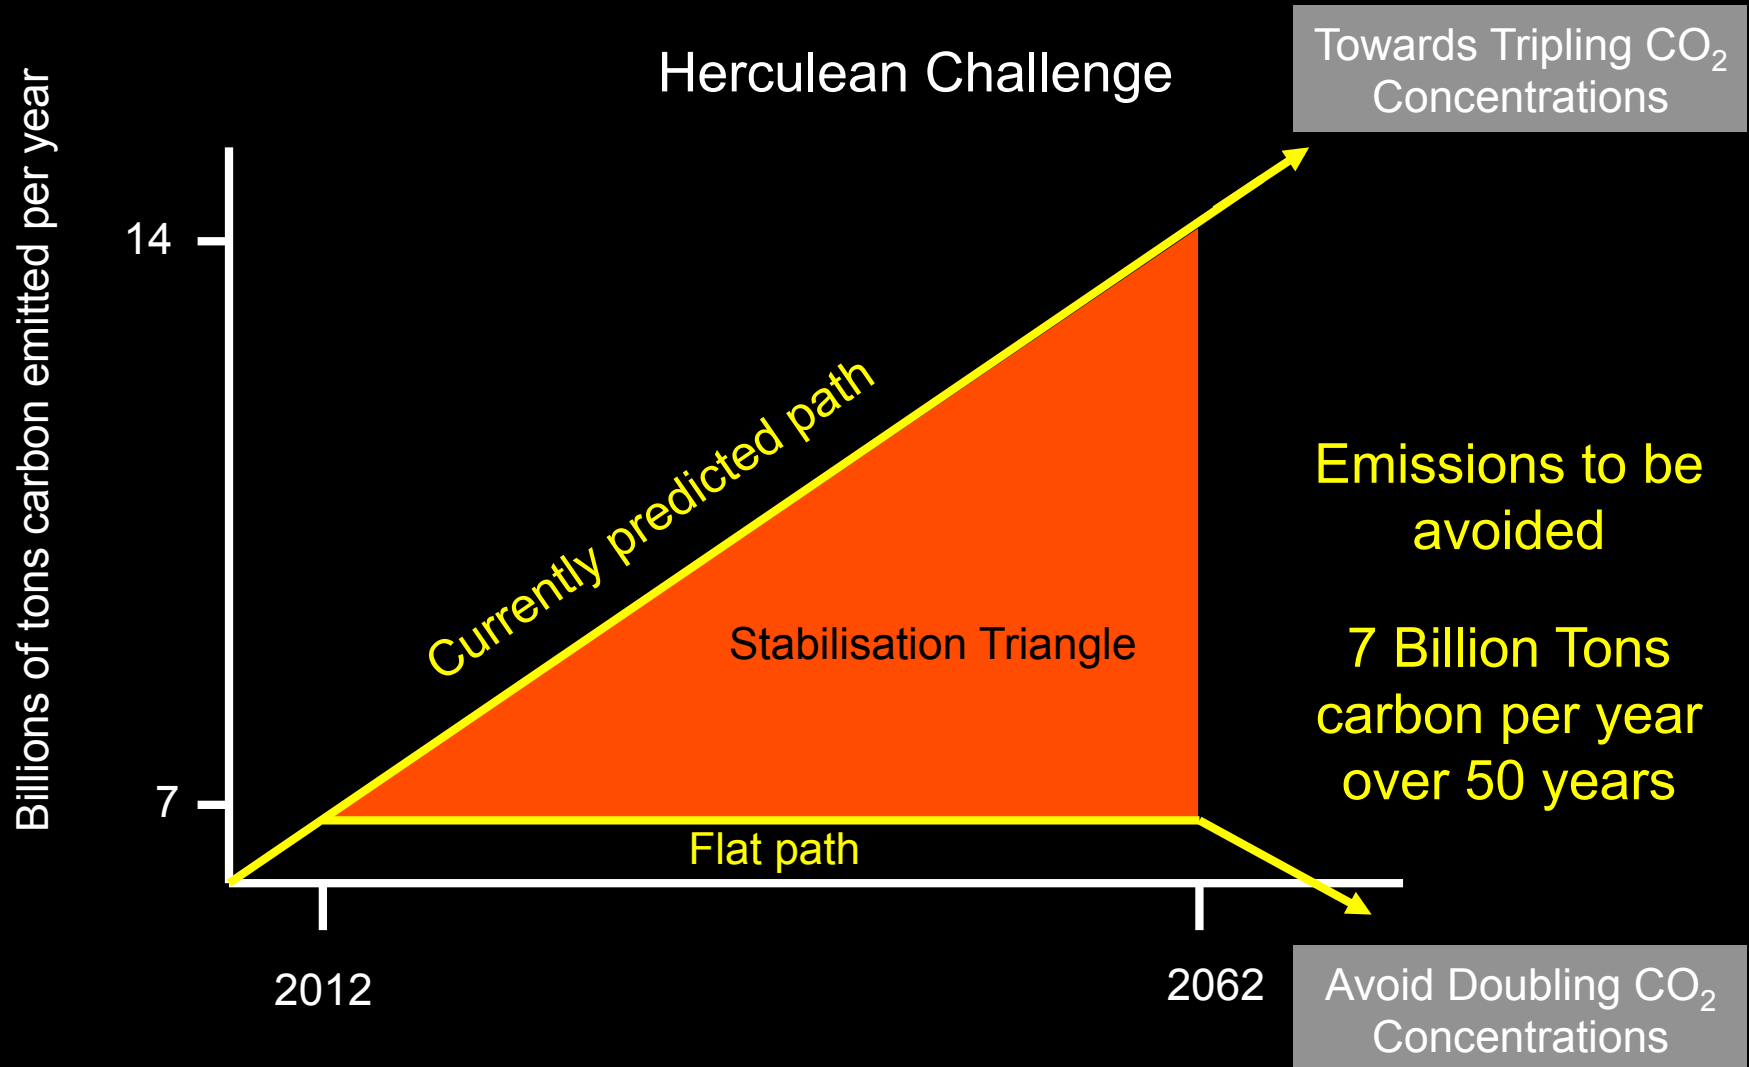 Herculean Challenge
Towards Tripling CO₂
Concentrations
Billions of tons carbon emitted per year
14
7
Currently predicted path
Stabilisation Triangle
Flat path
Emissions to be
avoided
7 Billion Tons
carbon per year
over 50 years
2012
2062
Avoid Doubling CO₂
Concentrations